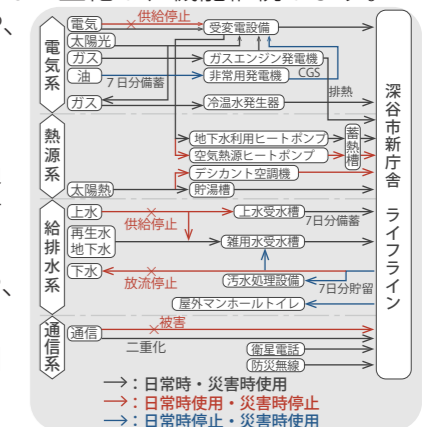 電気系
電気
供給停止
受変電設備
太陽光
ガス
ガスエンジン発電機
油
7日分備蓄
非常用発電機
CGS
排熱
ガス
冷温水発生器
熱源系
地下水利用ヒートポンプ
空気熱源ヒートポンプ
蓄熱槽
デシカント空調機
太陽熱
貯湯槽
給排水系
上水
供給停止
上水受水槽
7日分備蓄
再生水
地下水
雑用水受水槽
下水
放流停止
汚水処理設備
7日分貯留
屋外マンホールトイレ
通信系
通信
被害
二重化
衛星電話
防災無線
深谷市新庁舎 ライフライン
→:日常時・災害時使用
→:日常時使用・災害時停止
→:日常時停止・災害時使用